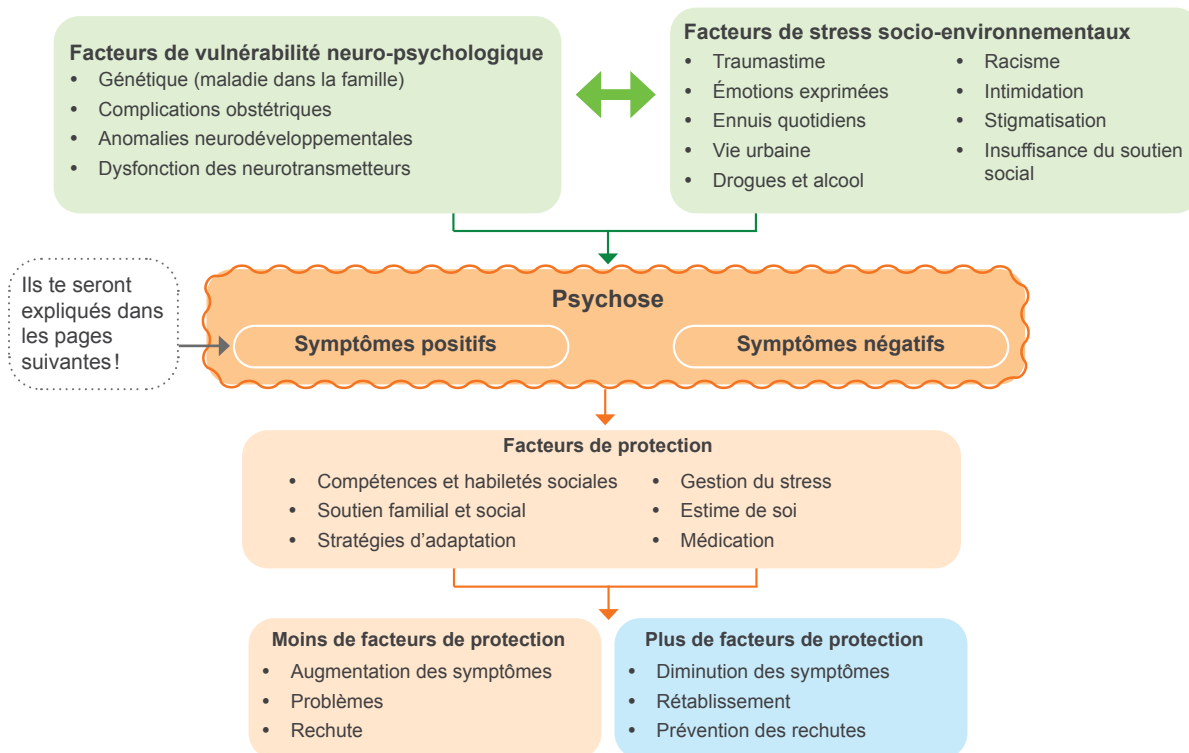 Facteurs de vulnérabilité neuro-psychologique
• Génétique (maladie dans la famille)
• Complications obstétriques
• Anomalies neurodéveloppementales
• Dysfonction des neurotransmetteurs
Facteurs de stress socio-environnementaux
• Traumastime
• Émotions exprimées
• Ennuis quotidiens
• Vie urbaine
• Drogues et alcool
• Racisme
• Intimidation
• Stigmatisation
• Insuffisance du soutien
social
Ils te seront
expliqués dans
les pages
suivantes !
Psychose
Symptômes positifs
Symptômes négatifs
Facteurs de protection
• Compétences et habiletés sociales
• Soutien familial et social
• Stratégies d’adaptation
• Gestion du stress
• Estime de soi
• Médication
Moins de facteurs de protection
• Augmentation des symptômes
• Problèmes
• Rechute
Plus de facteurs de protection
• Diminution des symptômes
• Rétablissement
• Prévention des rechutes